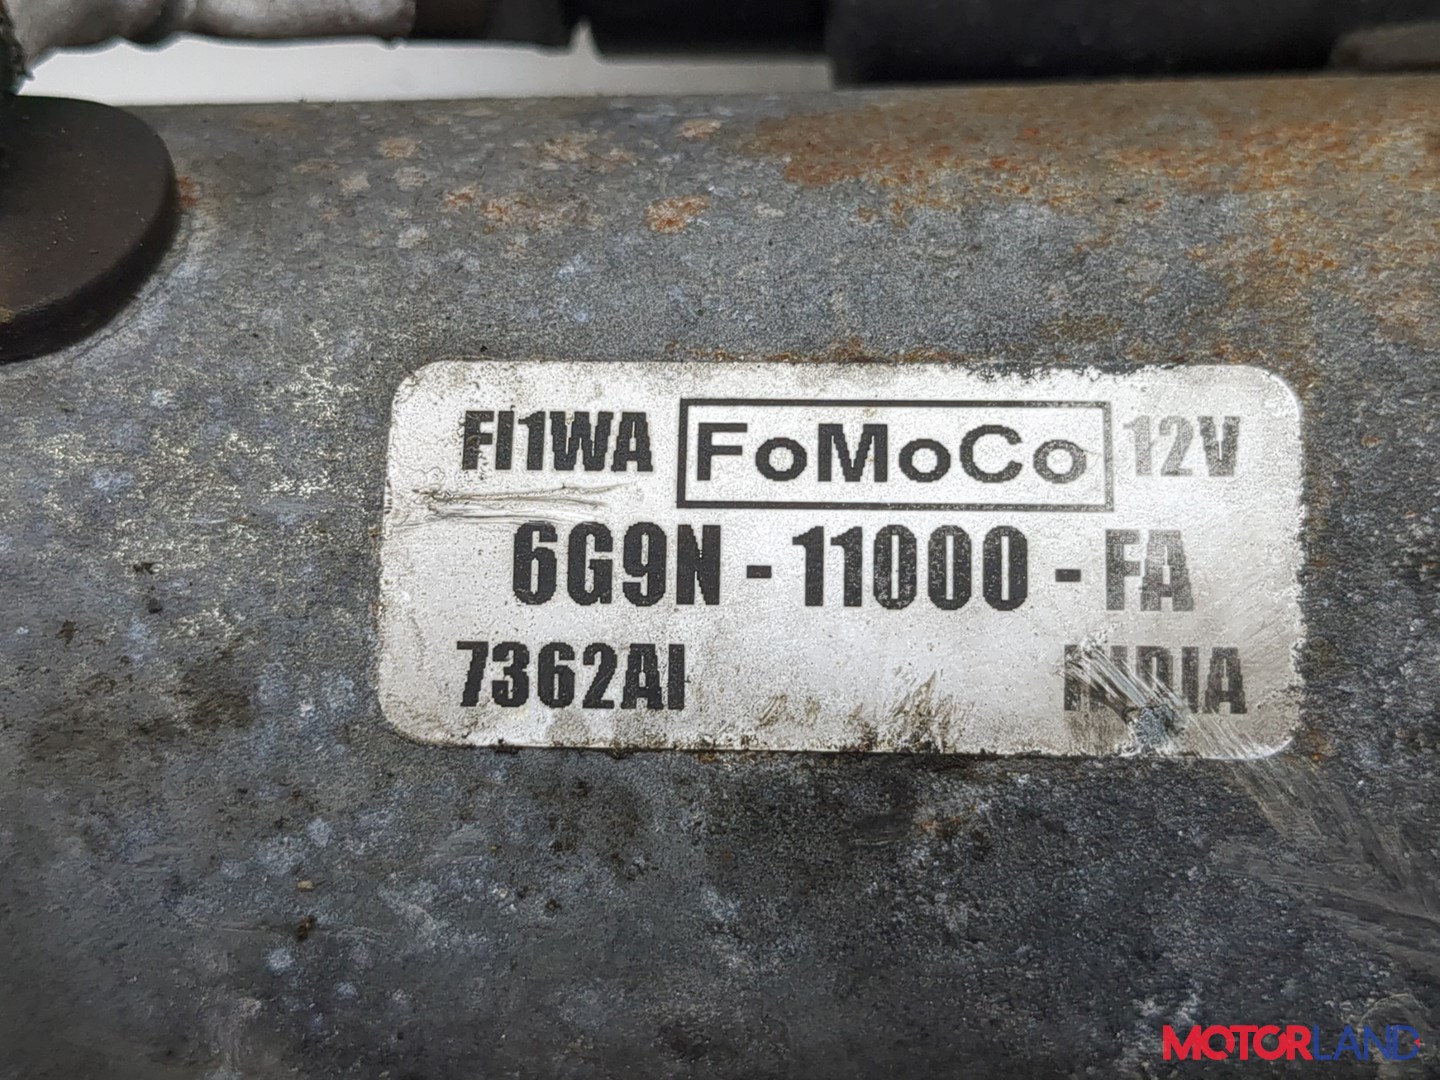 FI1WA FoMoCo 12V
6G9N - 11000 - FA
7362AI INDIA
MOTORLAND